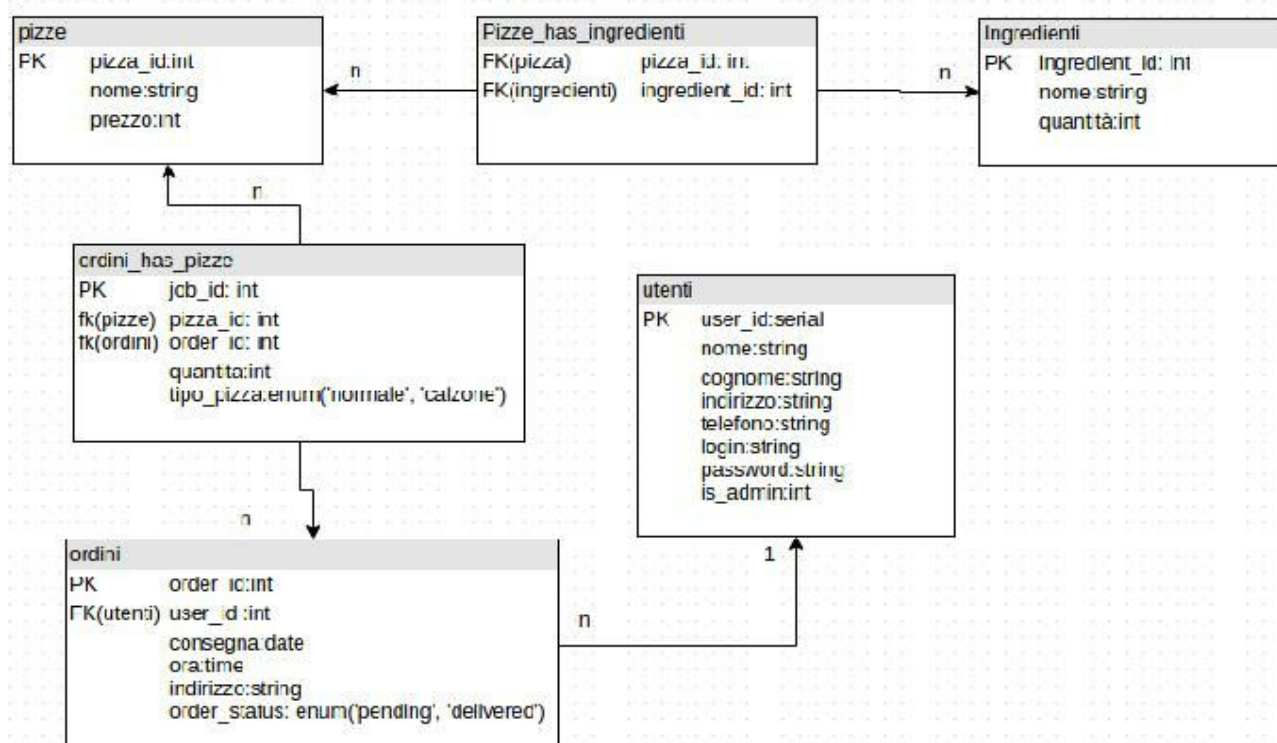 pizze
PK pizza_id:int
nome:string
prezzo:int
Pizze_has_ingredienti
FK(pizza) pizza_id: int
FK(ingredienti) ingredient_id: int
Ingredienti
PK Ingredient_id: int
nome:string
quantità:int
n
n
n
ordini_has_pizze
PK job_id: int
fk(pizze) pizza_id: int
fk(ordini) order_id: int
quantita:int
tipo_pizza:enum('normale', 'calzone')
utenti
PK user_id:serial
nome:string
cognome:string
indirizzo:string
telefono:string
login:string
password:string
is_admin:int
n
ordini
PK order_id:int
FK(utenti) user_id :int
consegna:date
ora:time
indirizzo:string
order_status: enum('pending', 'delivered')
n
1